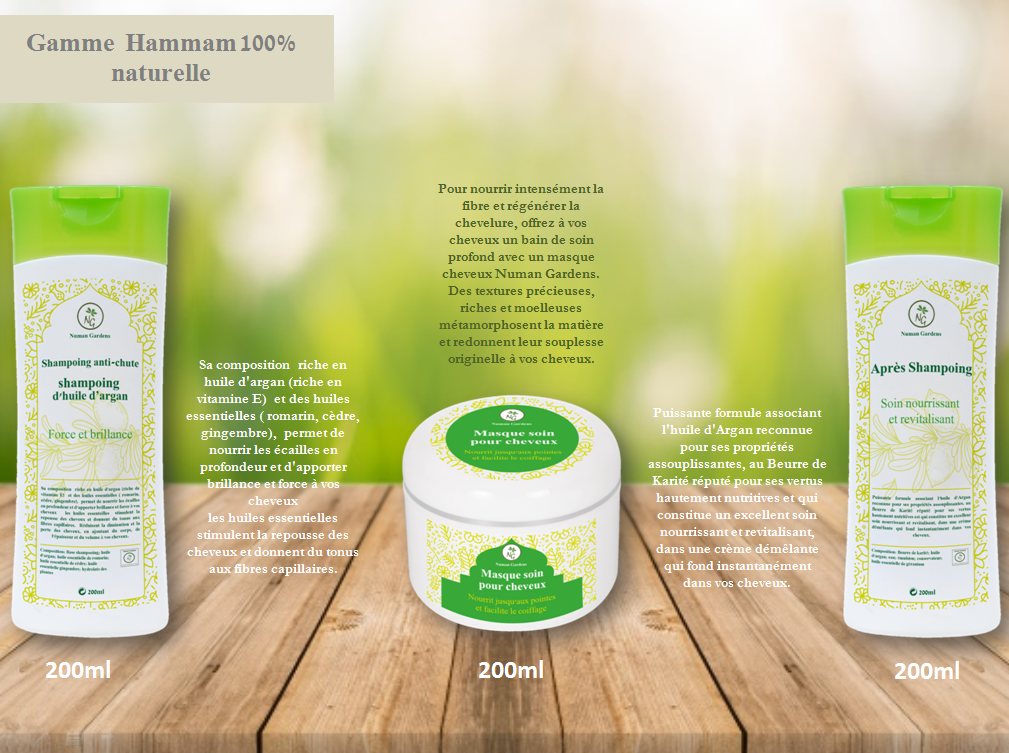 Gamme Hammam 100%
naturelle
Pour nourrir intensément la
fibre et régénérer la
chevelure, offrez à vos
cheveux un bain de soin
profond avec un masque
cheveux Numan Gardens.
Des textures précieuses,
riches et moelleuses
métamorphosent la matière
et redonnent leur souplesse
originelle à vos cheveux.
Sa composition riche en
huile d'argan (riche en
vitamine E) et des huiles
essentielles ( romarin, cèdre,
gingembre), permet de
nourrir les écailles en
profondeur et d'apporter
brillance et force à vos
cheveux
les huiles essentielles
stimulent la repousse des
cheveux et donnent du tonus
aux fibres capillaires.
Puissante formule associant
l'huile d'Argan reconnue
pour ses propriétés
assouplissantes, au Beurre de
Karité réputé pour ses vertus
hautement nutritives et qui
constitue un excellent soin
nourrissant et revitalisant,
dans une crème démêlante
qui fond instantanément
dans vos cheveux.
NG
Numan Gardens
Shampoing anti-chute
shampoing
d'huile d'argan
Force et brillance
200ml
Numan Gardens
Masque soin
pour cheveux
Nourrit jusqu'aux pointes
et facilite le coiffage
NG
Numan Gardens
Masque soin
pour cheveux
Nourrit jusqu'aux pointes
et facilite le coiffage
NG
Numan Gardens
Après Shampoing
Soin nourrissant
et revitalisant
200ml
200ml
200ml
200ml